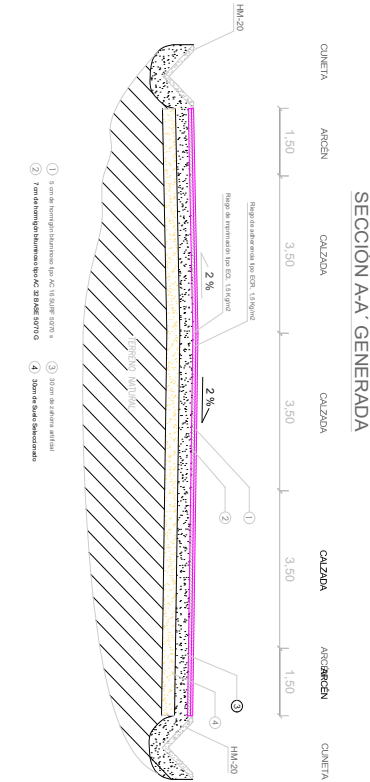 SECCIÓN A-A´ GENERADA
CUNETA
ARCÉN
CALZADA
CALZADA
CALZADA
ARCÉN
ARCÉN
CUNETA
1,50
3,50
3,50
3,50
1,50
HM-20
HM-20
Riego de adherencia tipo ECR, 1,5 Kg/m2
Riego de imprimación tipo ECI, 1,5 Kg/m2
2 %
2 %
1
2
3
4
TERRENO NATURAL
1 5 cm de hormigón bituminoso tipo AC 16 SURF 50/70 s
2 7 cm de hormigón bituminoso tipo AC 32 BASE 50/70 G
3 30 cm de zahorra artificial
4 30cm de Suelo Seleccionado